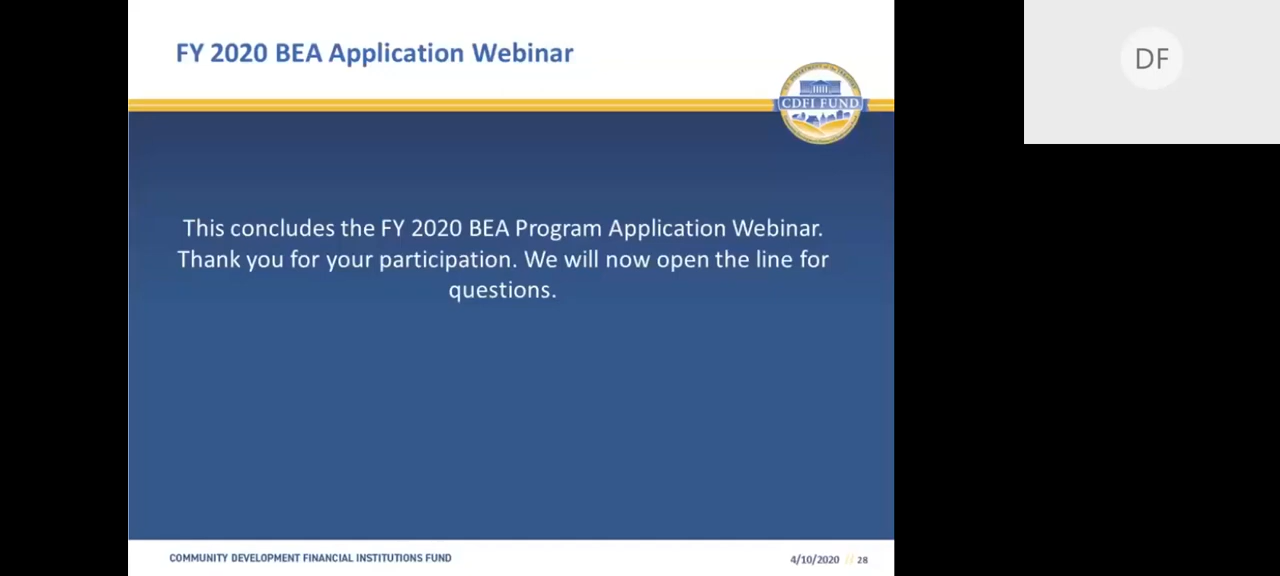 FY 2020 BEA Application Webinar
DF
CDFI FUND
This concludes the FY 2020 BEA Program Application Webinar.
Thank you for your participation. We will now open the line for
questions.
COMMUNITY DEVELOPMENT FINANCIAL INSTITUTIONS FUND
4/10/2020 // 28